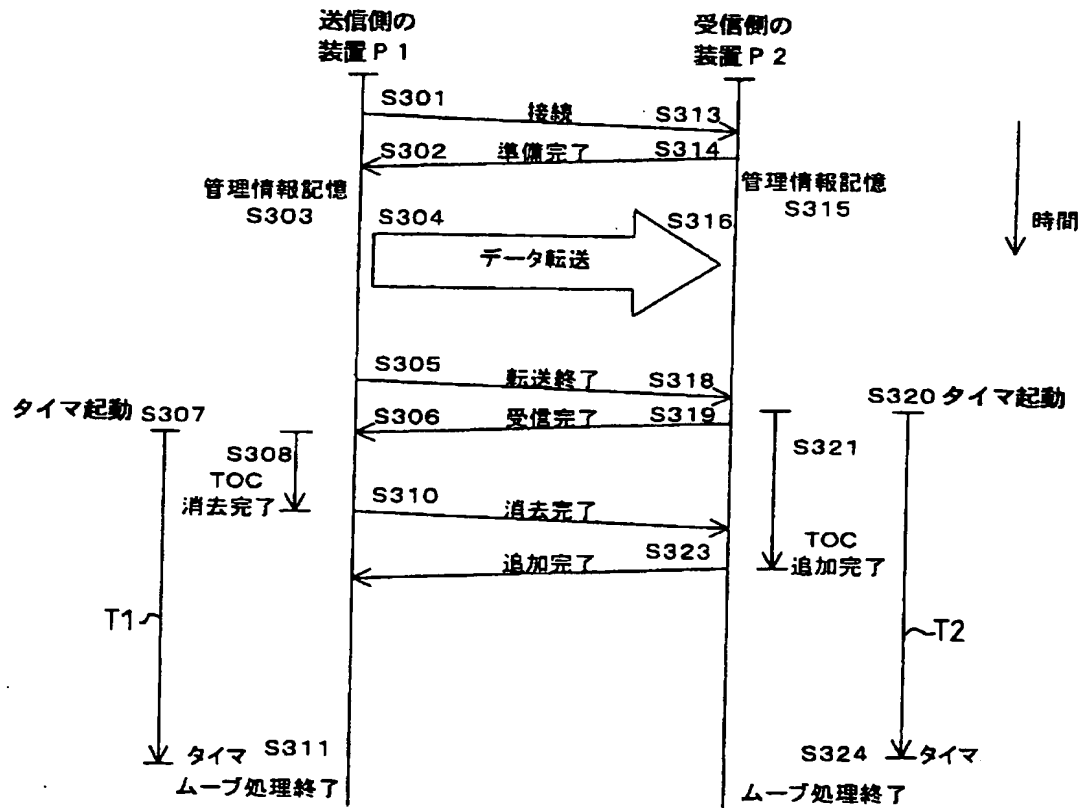 送信側の
装置P1
受信側の
装置P2
S301
接続
S313
S302
準備完了
S314
管理情報記憶
S303
管理情報記憶
S315
S304
S316
データ転送
時間
S305
転送終了
S318
タイマ起動 S307
S306
受信完了
S319
S320 タイマ起動
S308
TOC
消去完了
S321
S310
消去完了
TOC
追加完了
追加完了
S323
T1
T2
タイマ
S311
ムーブ処理終了
S324
タイマ
ムーブ処理終了